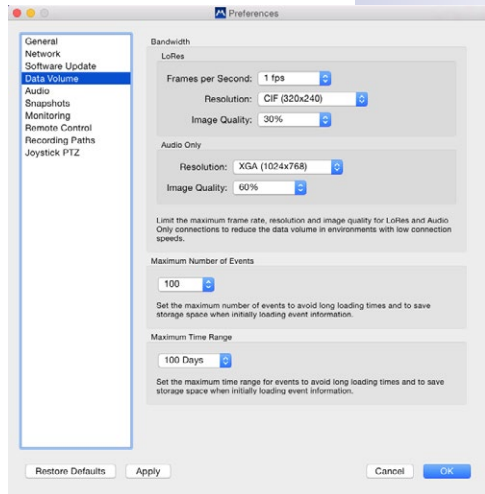 Preferences
General
Network
Software Update
Data Volume
Audio
Snapshots
Monitoring
Remote Control
Recording Paths
Joystick PTZ
Bandwidth
LoRes
Frames per Second: 1 fps
Resolution: CIF (320x240)
Image Quality: 30%
Audio Only
Resolution: XGA (1024x768)
Image Quality: 60%
Limit the maximum frame rate, resolution and image quality for LoRes and Audio
Only connections to reduce the data volume in environments with low connection
speeds.
Maximum Number of Events
100
Set the maximum number of events to avoid long loading times and to save
storage space when initially loading event information.
Maximum Time Range
100 Days
Set the maximum time range for events to avoid long loading times and to save
storage space when initially loading event information.
Restore Defaults Apply Cancel OK